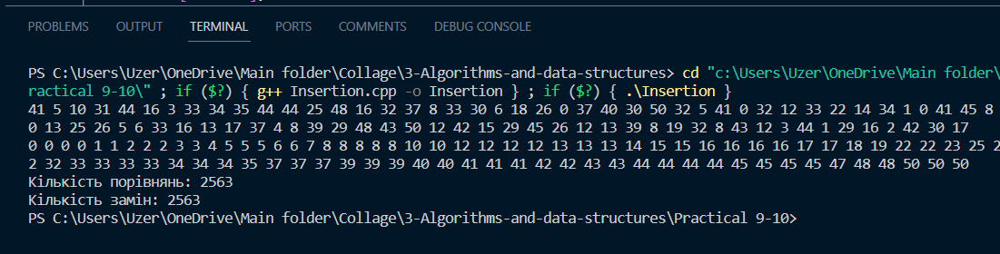 PROBLEMS OUTPUT TERMINAL PORTS COMMENTS DEBUG CONSOLE
PS C:\Users\Uzer\OneDrive\Main folder\Collage\3-Algorithms-and-data-structures> cd "c:\Users\Uzer\OneDrive\Main folder\
ractical 9-10\" ; if ($?) { g++ Insertion.cpp -o Insertion } ; if ($?) { .\Insertion }
41 5 10 31 44 16 3 33 34 35 44 44 25 48 16 32 37 8 33 30 6 18 26 0 37 40 30 50 32 5 41 0 32 12 33 22 14 34 1 0 41 45 8
0 13 25 26 5 6 33 16 13 17 37 4 8 39 29 48 43 50 12 42 15 29 45 26 12 13 39 8 19 32 8 43 12 3 44 1 29 16 2 42 30 17
0 0 0 0 1 1 2 2 2 3 3 4 5 5 5 6 6 7 8 8 8 8 8 10 10 12 12 12 12 13 13 13 14 15 15 16 16 16 16 17 17 18 19 22 22 23 25 2
2 32 33 33 33 33 34 34 34 35 37 37 37 39 39 39 40 40 41 41 41 42 42 43 43 44 44 44 44 45 45 45 45 47 48 48 50 50 50
Кількість порівнянь: 2563
Кількість замін: 2563
PS C:\Users\Uzer\OneDrive\Main folder\Collage\3-Algorithms-and-data-structures\Practical 9-10>